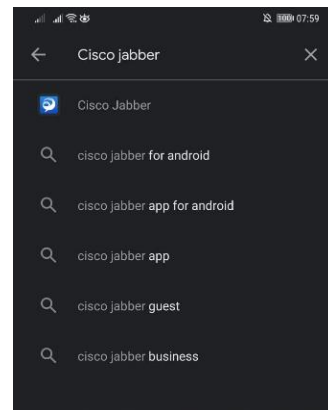 100 07:59
Cisco jabber
Cisco Jabber
cisco jabber for android
cisco jabber app for android
cisco jabber app
cisco jabber guest
cisco jabber business